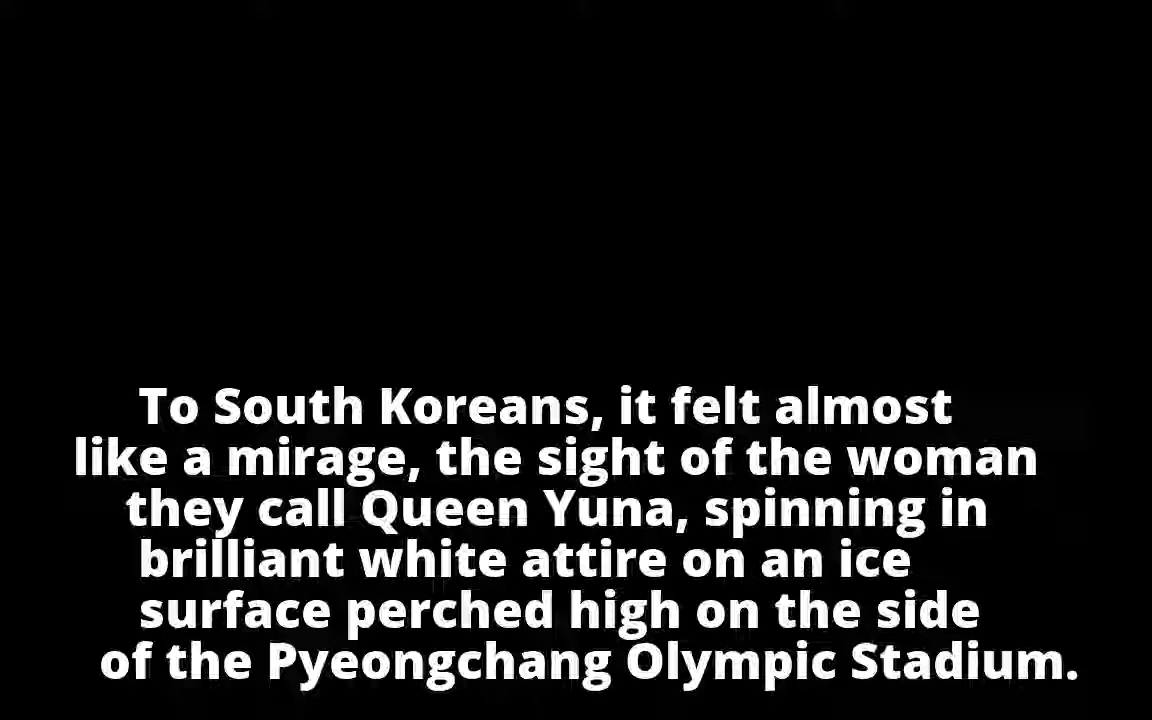 To South Koreans, it felt almost
like a mirage, the sight of the woman
they call Queen Yuna, spinning in
brilliant white attire on an ice
surface perched high on the side
of the Pyeongchang Olympic Stadium.